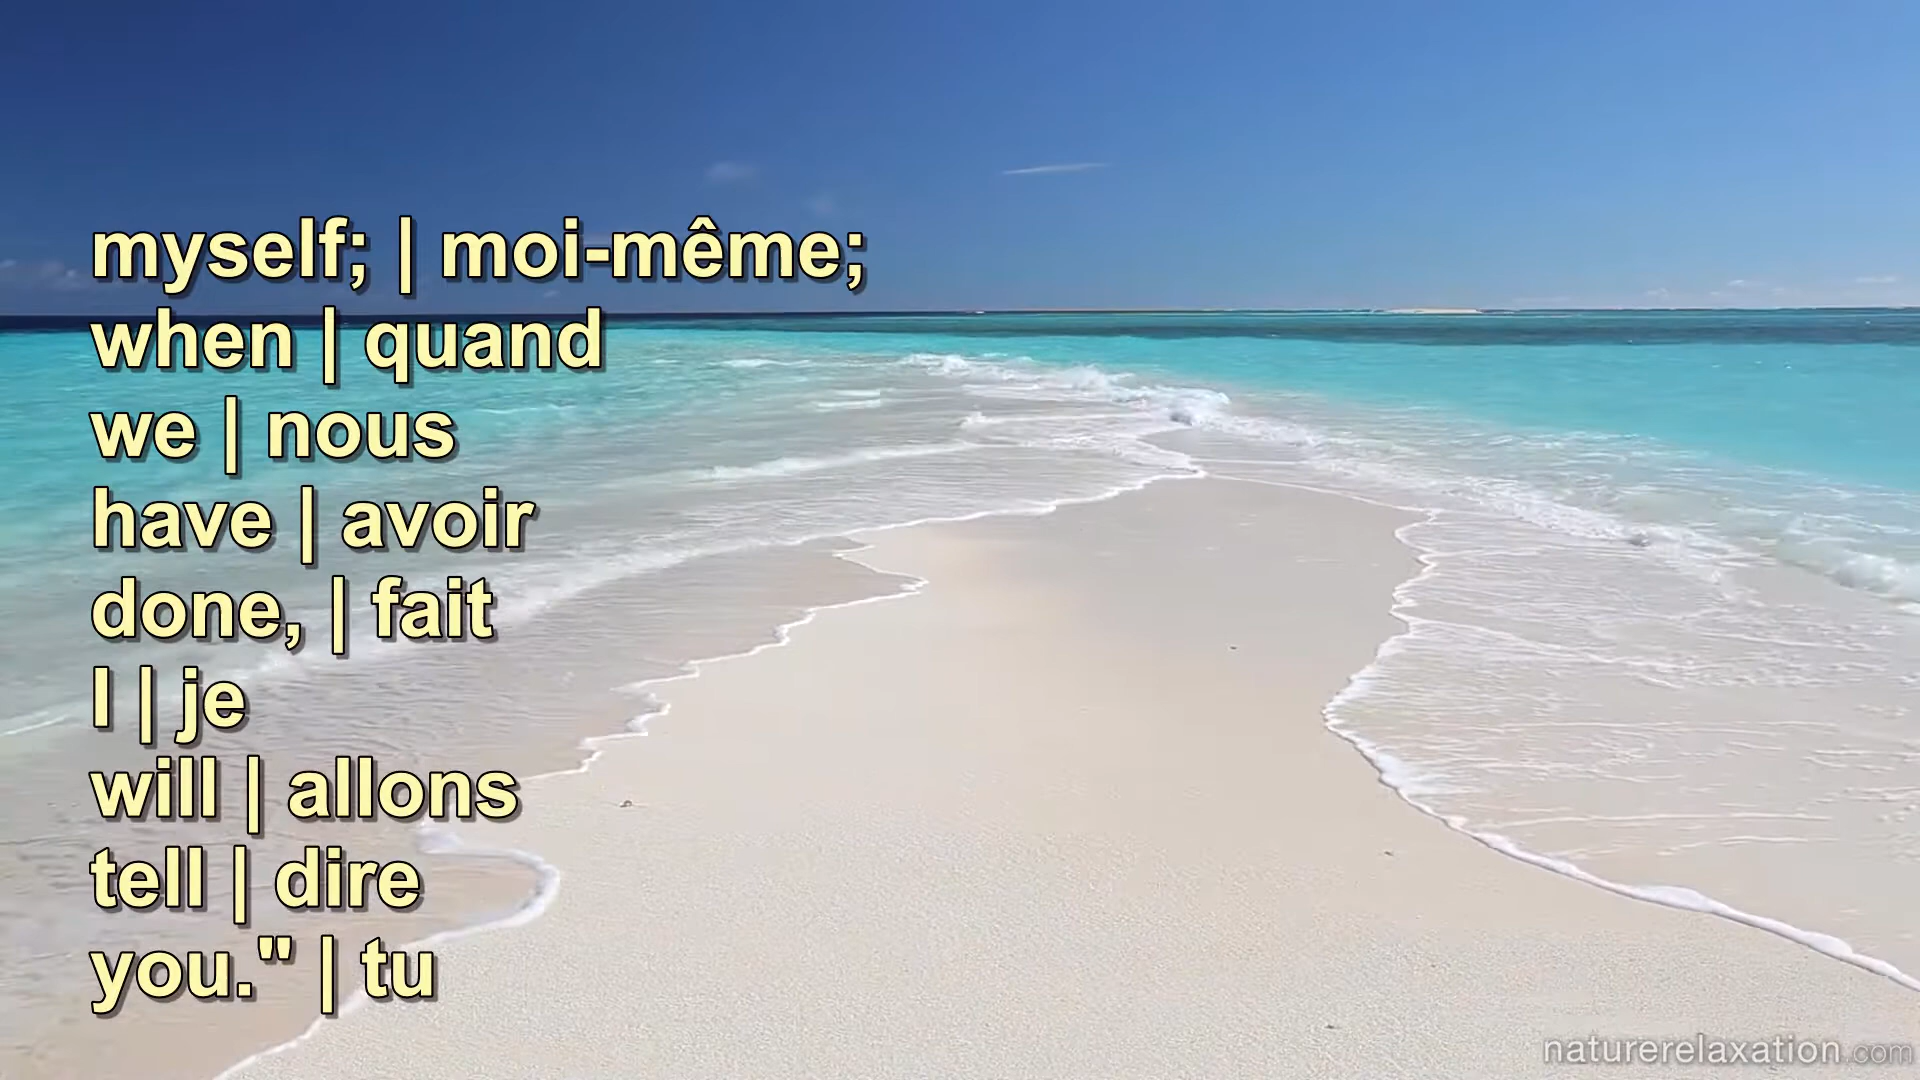 myself; | moi-même;
when | quand
we | nous
have | avoir
done, | fait
I | je
will | allons
tell | dire
you." | tu
naturerelaxation.com